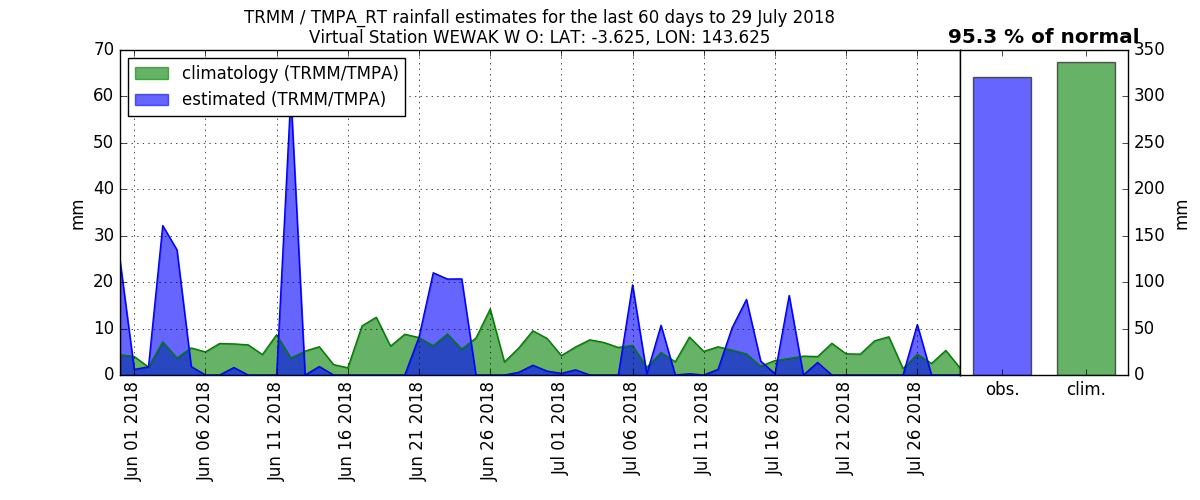 TRMM / TMPA_RT rainfall estimates for the last 60 days to 29 July 2018
Virtual Station WEWAK W O: LAT: -3.625, LON: 143.625
95.3 % of normal
climatology (TRMM/TMPA)
estimated (TRMM/TMPA)
70
60
50
40
30
20
10
0
mm
Jun 01 2018
Jun 06 2018
Jun 11 2018
Jun 16 2018
Jun 21 2018
Jun 26 2018
Jul 01 2018
Jul 06 2018
Jul 11 2018
Jul 16 2018
Jul 21 2018
Jul 26 2018
350
300
250
200
150
100
50
0
mm
obs.
clim.